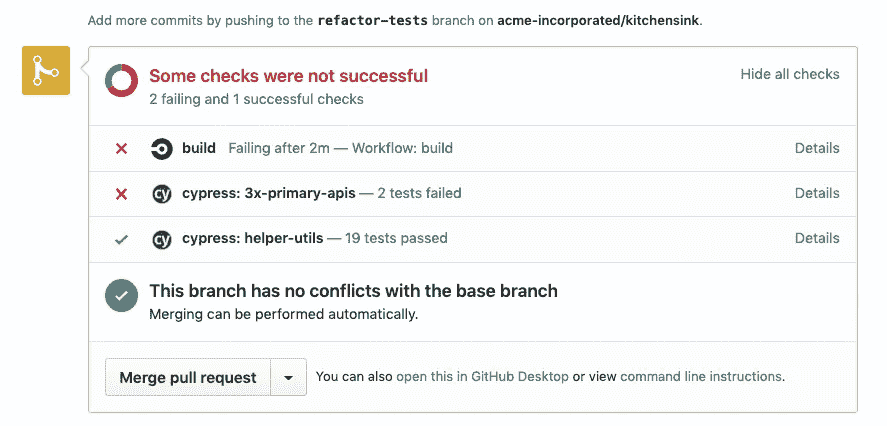 Add more commits by pushing to the refactor-tests branch on acme-incorporated/kitchensink.
Some checks were not successful
Hide all checks
2 failing and 1 successful checks
build Failing after 2m — Workflow: build Details
cy cypress: 3x-primary-apis — 2 tests failed Details
cy cypress: helper-utils — 19 tests passed Details
This branch has no conflicts with the base branch
Merging can be performed automatically.
Merge pull request You can also open this in GitHub Desktop or view command line instructions.